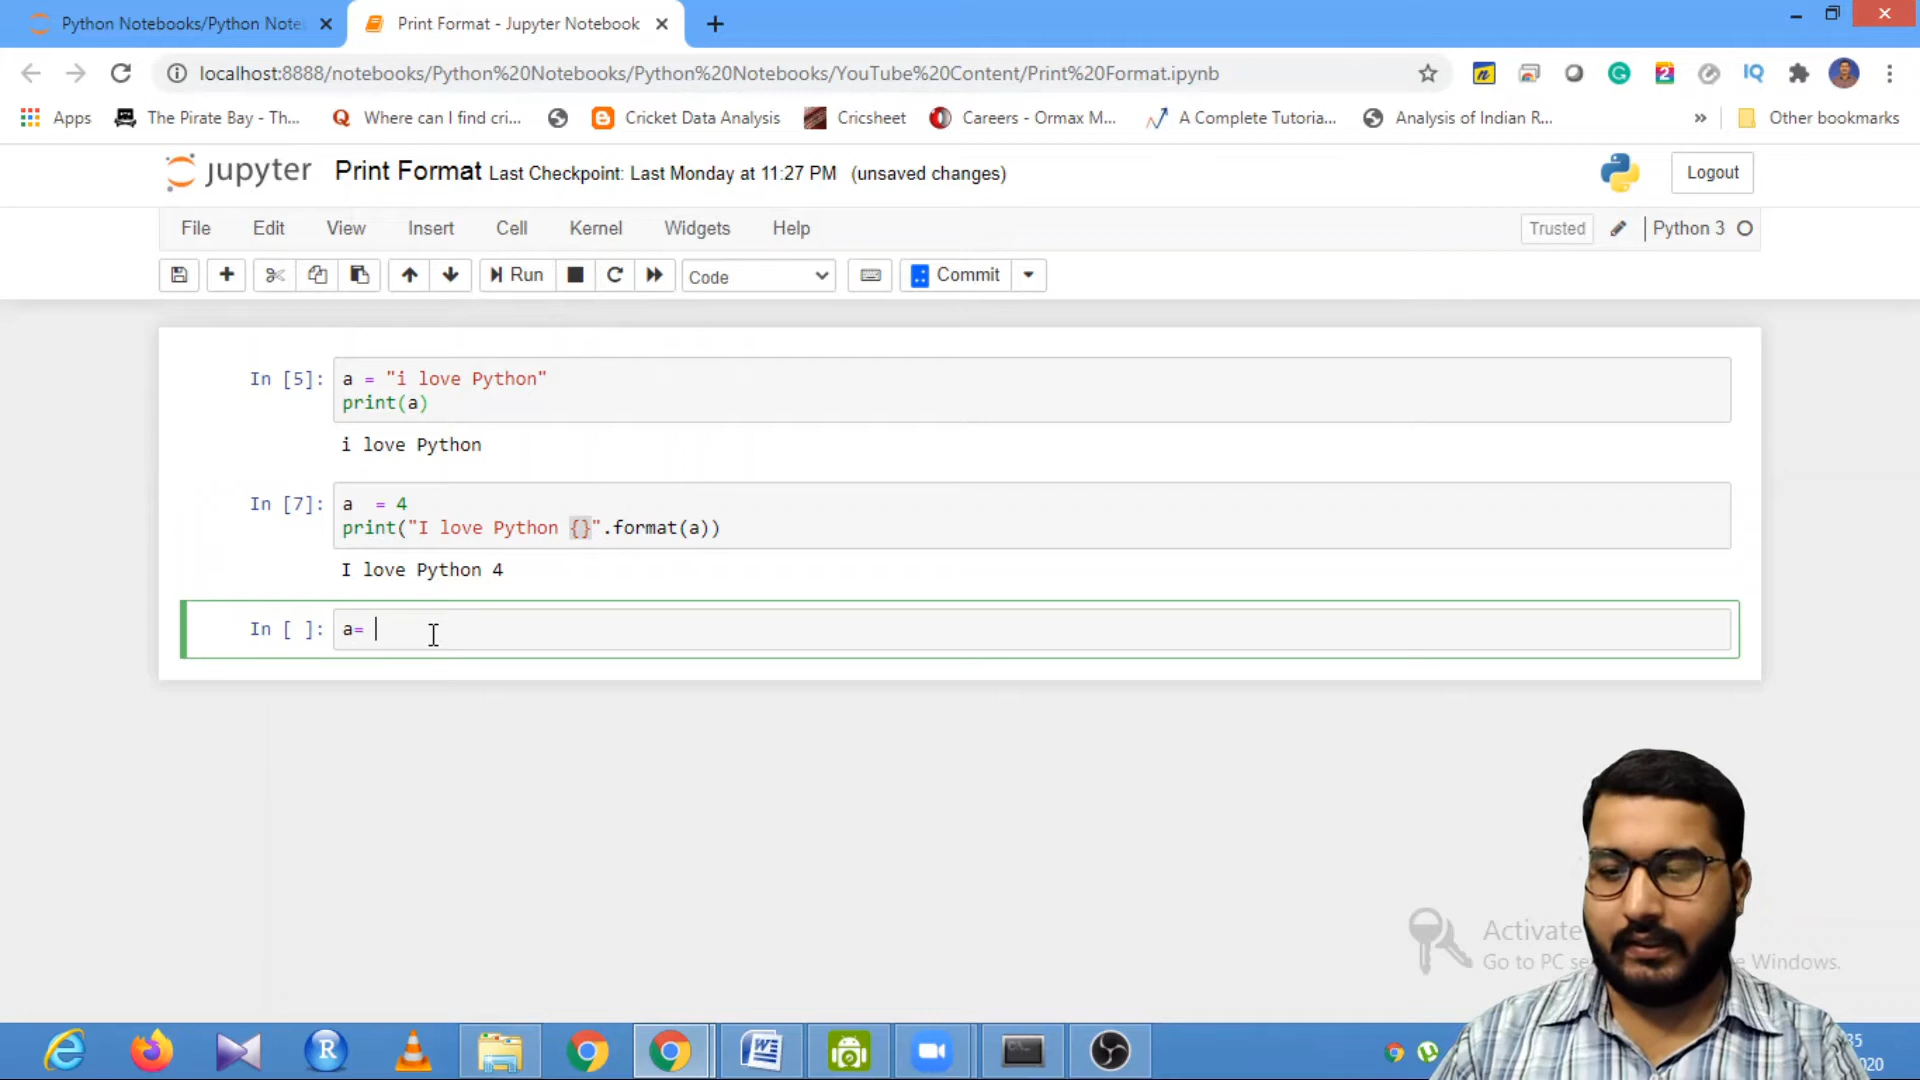 Python Notebooks/Python Note
Print Format - Jupyter Notebook
localhost:8888/notebooks/Python%20Notebooks/Python%20Notebooks/YouTube%20Content/Print%20Format.ipynb
Apps
The Pirate Bay - Th...
Where can I find cri...
Cricket Data Analysis
Cricsheet
Careers - Ormax M...
A Complete Tutoria...
Analysis of Indian R...
»
Other bookmarks
jupyter
Print Format Last Checkpoint: Last Monday at 11:27 PM (unsaved changes)
Logout
File Edit View Insert Cell Kernel Widgets Help
Trusted
Python 3
Run
Code
Commit
In [5]: a = "i love Python"
print(a)
i love Python
In [7]: a  = 4
print("I love Python {}".format(a))
I love Python 4
In [ ]: a=
Activate
Go to PC se
Windows.
35
020